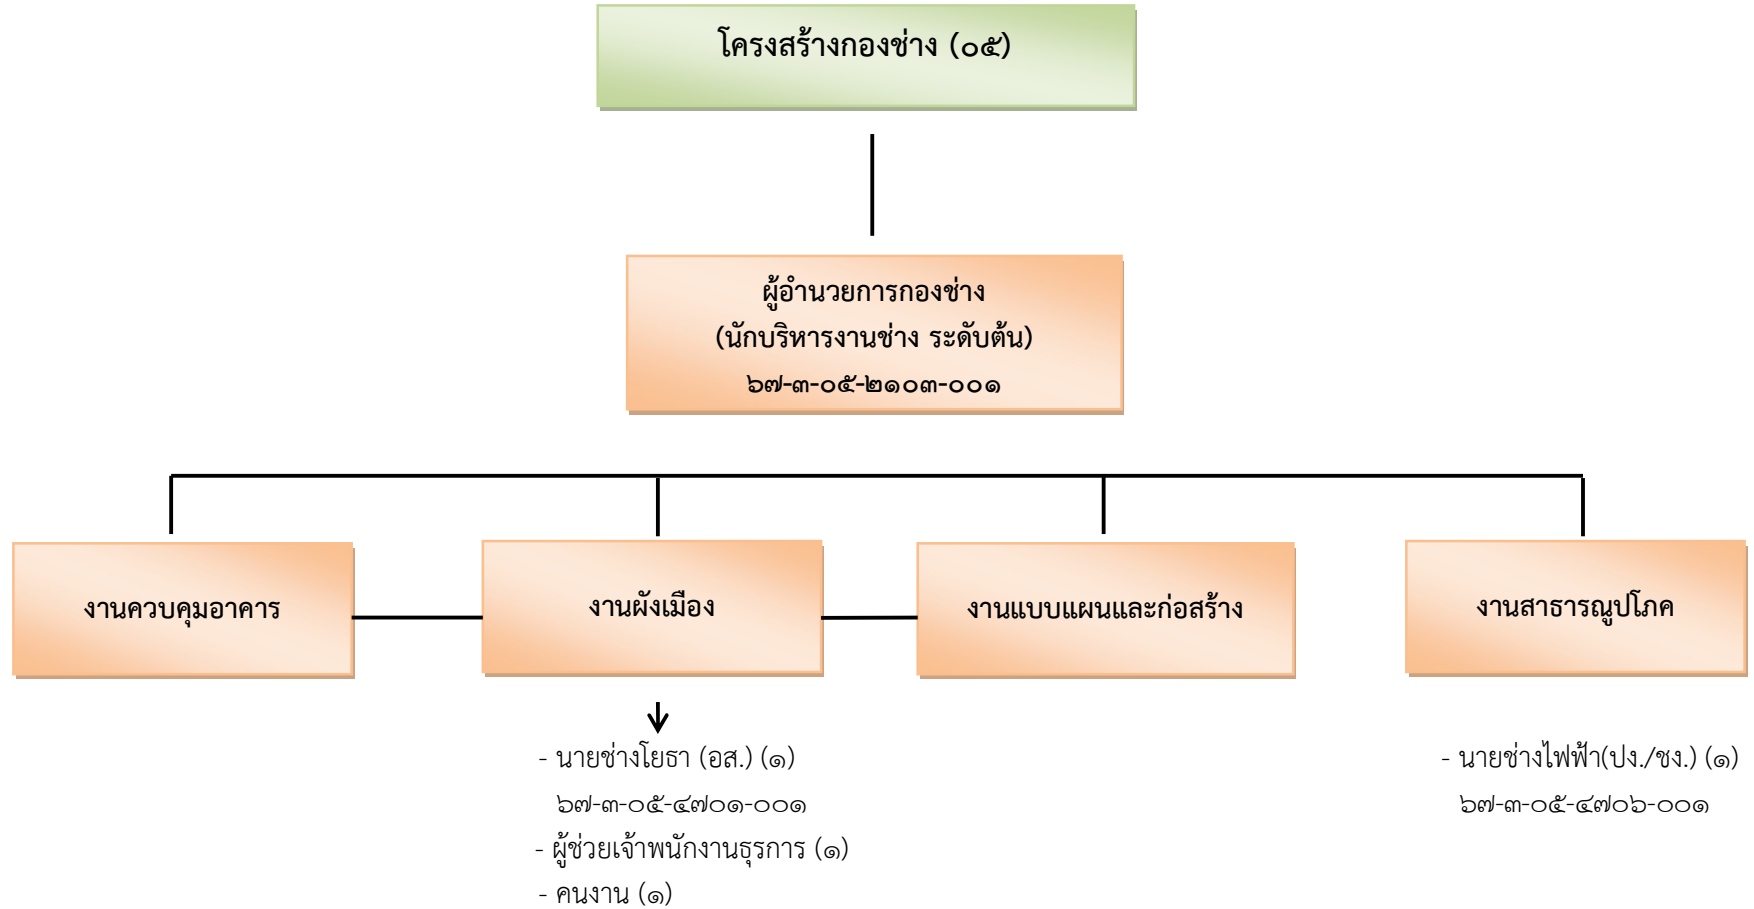 โครงสร้างกองช่าง (๐๕)
ผู้อำนวยการกองช่าง
(นักบริหารงานช่าง ระดับต้น)
๖๗-๓-๐๕-๒๑๐๓-๐๐๑
งานควบคุมอาคาร
งานผังเมือง
งานแบบแผนและก่อสร้าง
งานสาธารณูปโภค
- นายช่างโยธา (อส.) (๑)
๖๗-๓-๐๕-๔๗๐๑-๐๐๑
- ผู้ช่วยเจ้าพนักงานธุรการ (๑)
- คนงาน (๑)
- นายช่างไฟฟ้า(ปง./ชง.) (๑)
๖๗-๓-๐๕-๔๗๐๖-๐๐๑